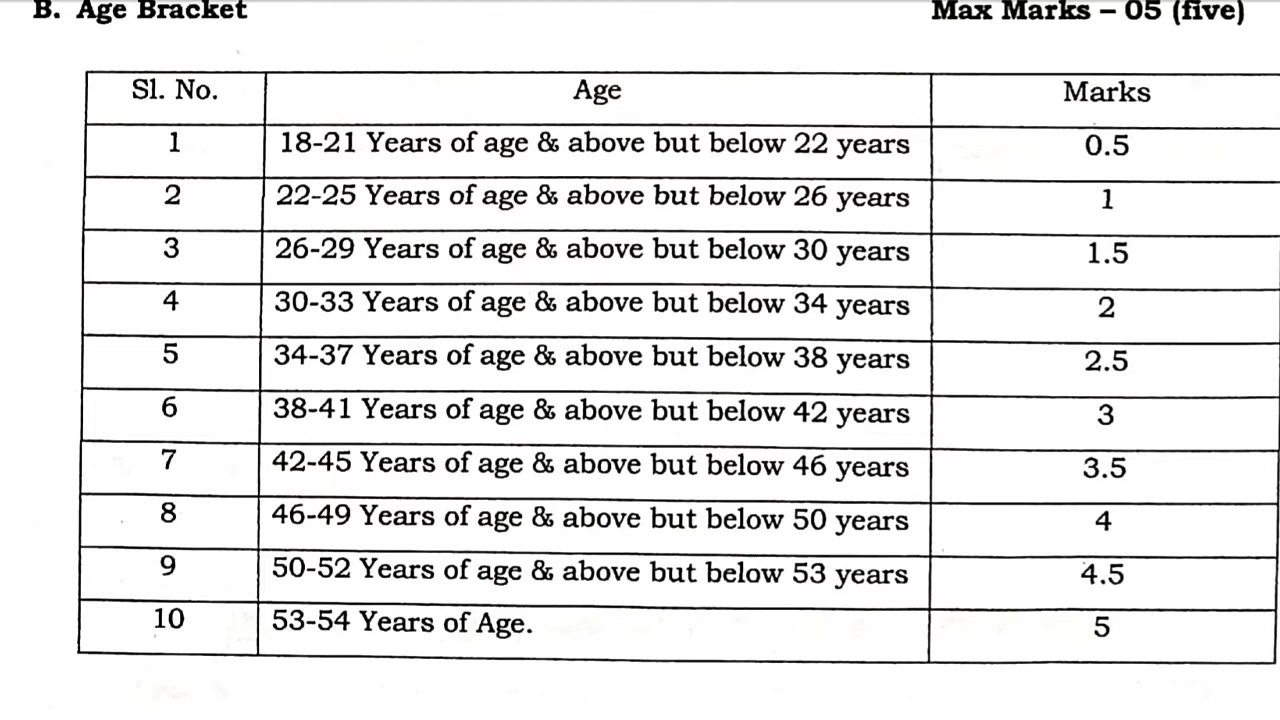 B. Age Bracket Max Marks – 05 (five)
Sl. No. Age Marks
1 18-21 Years of age & above but below 22 years 0.5
2 22-25 Years of age & above but below 26 years 1
3 26-29 Years of age & above but below 30 years 1.5
4 30-33 Years of age & above but below 34 years 2
5 34-37 Years of age & above but below 38 years 2.5
6 38-41 Years of age & above but below 42 years 3
7 42-45 Years of age & above but below 46 years 3.5
8 46-49 Years of age & above but below 50 years 4
9 50-52 Years of age & above but below 53 years 4.5
10 53-54 Years of Age. 5